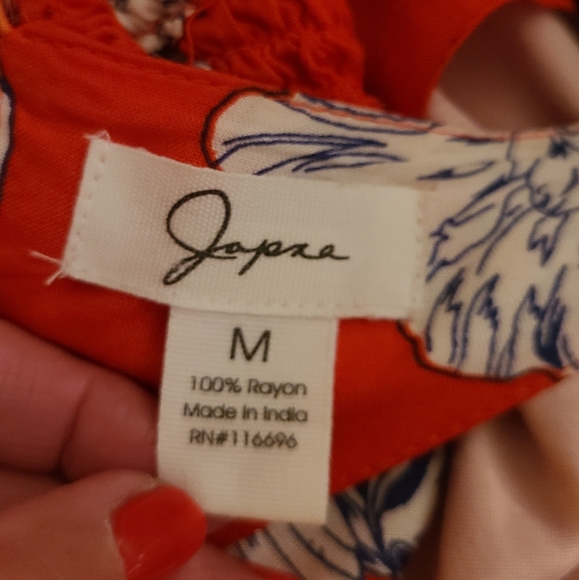 Japna
M
100% Rayon
Made in India
RN#116696